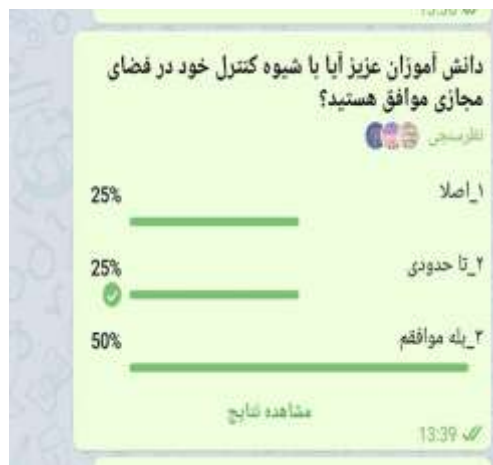 دانش آموزان عزیز آیا با شیوه کنترل خود در فضای
مجازی موافق هستید؟
نظرسنجی
۱_اصلا
25%
۲_تا حدودی
25%
۳_بله موافقم
50%
مشاهده نتایج
13:39